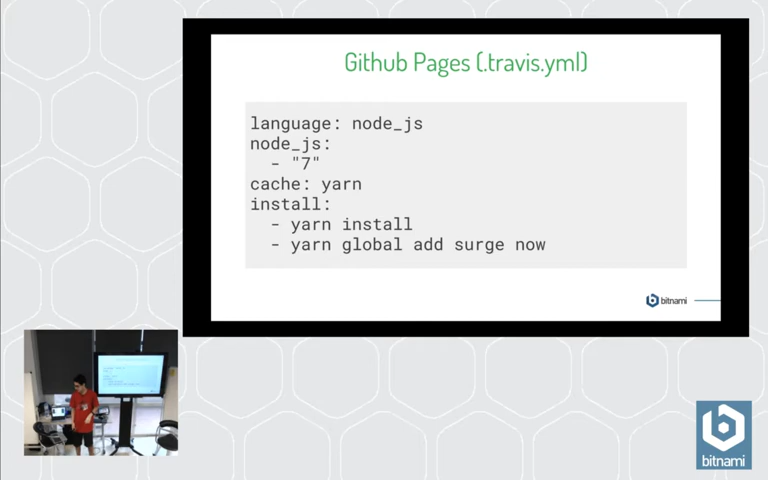 Github Pages (.travis.yml)
language: node_js
node_js:
- "7"
cache: yarn
install:
- yarn install
- yarn global add surge now
bitnami
bitnami